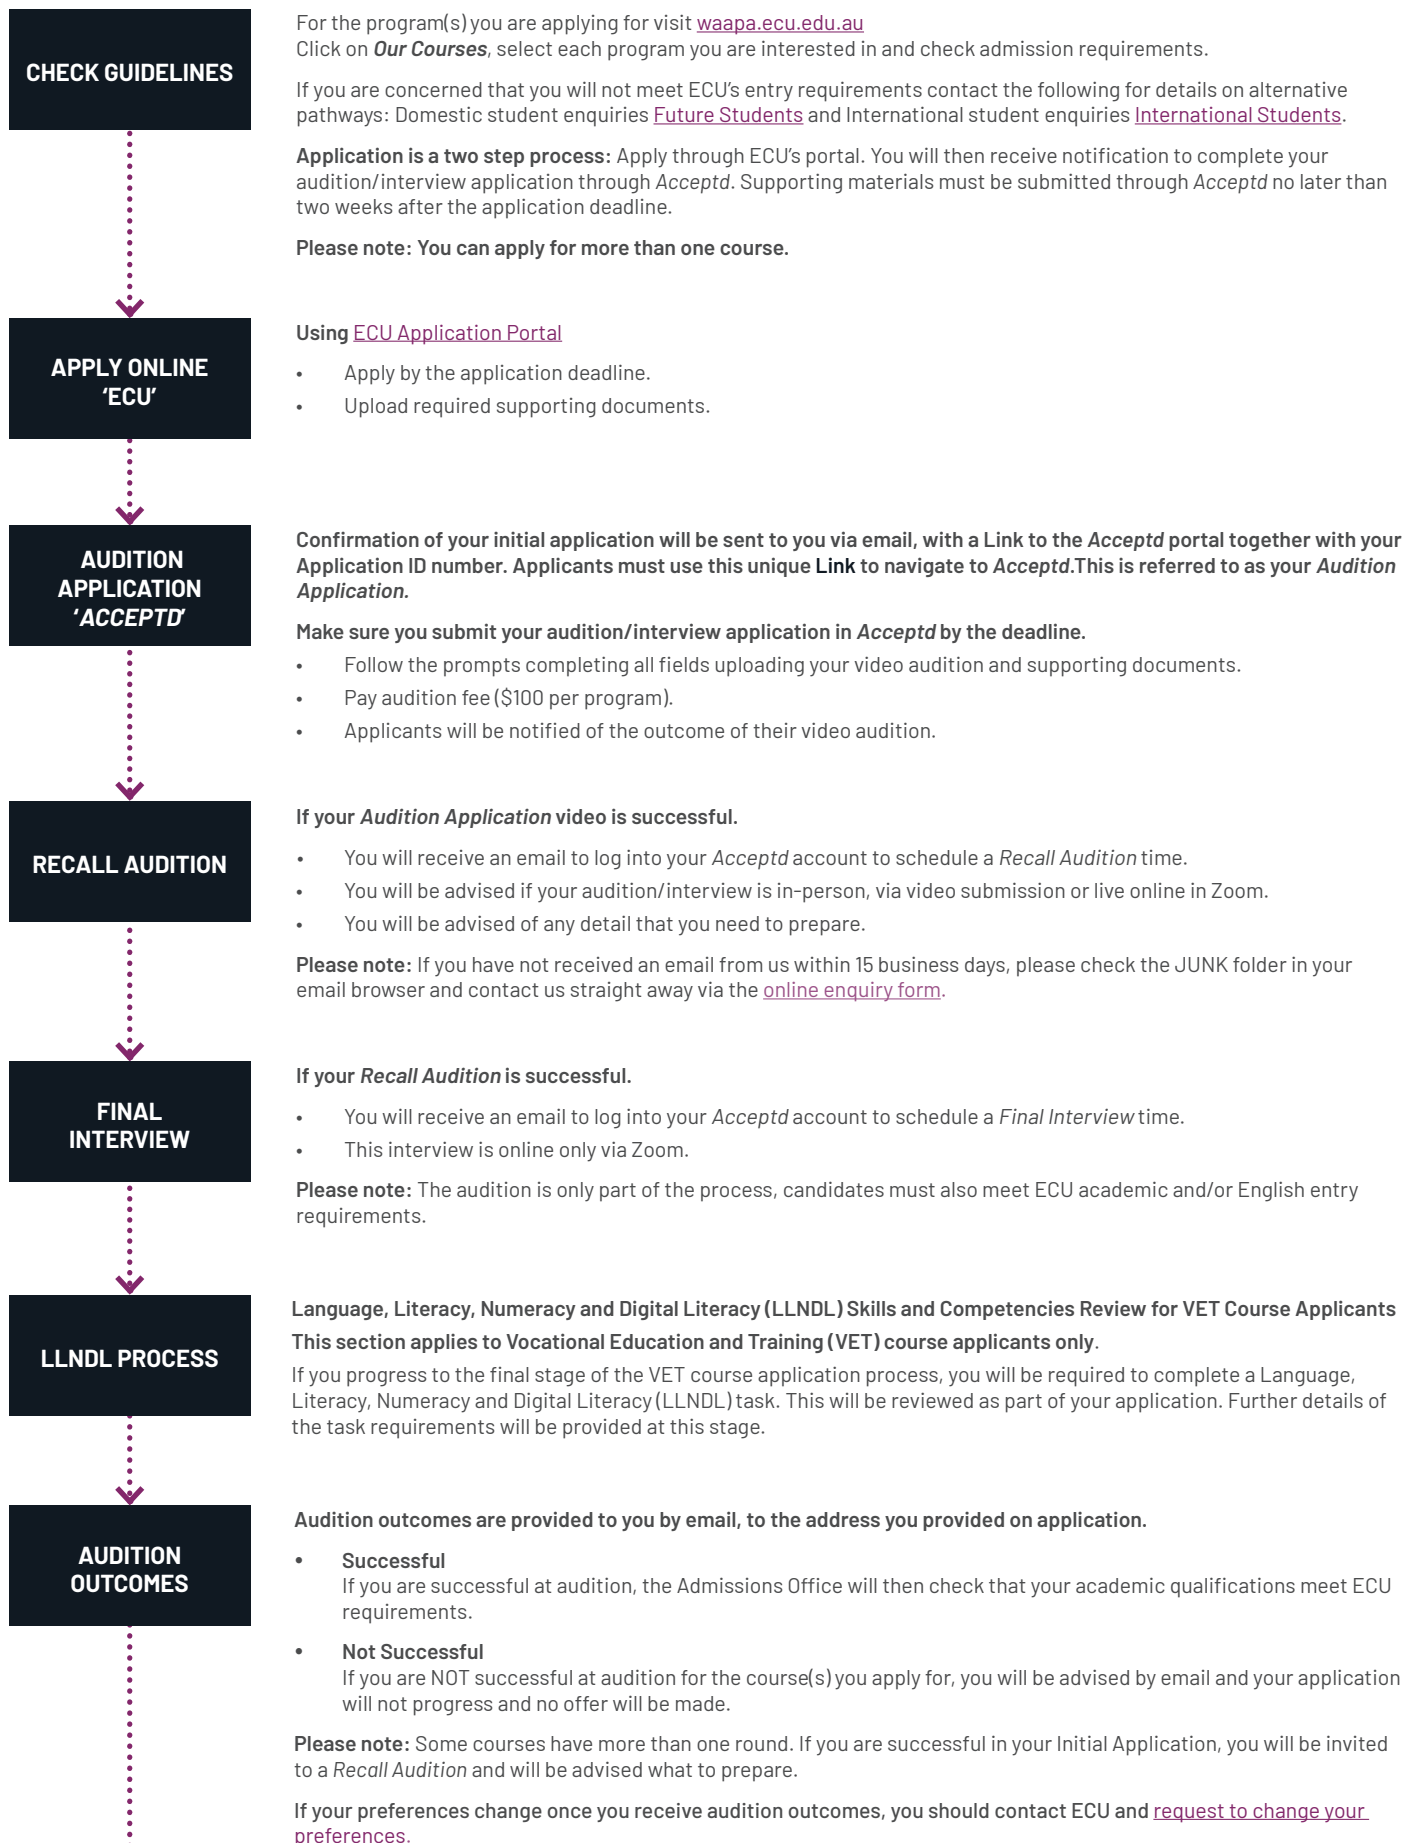 CHECK GUIDELINES
For the program(s) you are applying for visit waapa.ecu.edu.au
Click on Our Courses, select each program you are interested in and check admission requirements.
If you are concerned that you will not meet ECU's entry requirements contact the following for details on alternative
pathways: Domestic student enquiries Future Students and International student enquiries International Students.
Application is a two step process: Apply through ECU's portal. You will then receive notification to complete your
audition/interview application through Acceptd. Supporting materials must be submitted through Acceptd no later than
two weeks after the application deadline.
Please note: You can apply for more than one course.
APPLY ONLINE
‘ECU’
Using ECU Application Portal
• Apply by the application deadline.
• Upload required supporting documents.
AUDITION
APPLICATION
‘ACCEPTD’
Confirmation of your initial application will be sent to you via email, with a Link to the Acceptd portal together with your
Application ID number. Applicants must use this unique Link to navigate to Acceptd.This is referred to as your Audition
Application.
Make sure you submit your audition/interview application in Acceptd by the deadline.
• Follow the prompts completing all fields uploading your video audition and supporting documents.
• Pay audition fee ($100 per program).
• Applicants will be notified of the outcome of their video audition.
RECALL AUDITION
If your Audition Application video is successful.
• You will receive an email to log into your Acceptd account to schedule a Recall Audition time.
• You will be advised if your audition/interview is in-person, via video submission or live online in Zoom.
• You will be advised of any detail that you need to prepare.
Please note: If you have not received an email from us within 15 business days, please check the JUNK folder in your
email browser and contact us straight away via the online enquiry form.
FINAL
INTERVIEW
If your Recall Audition is successful.
• You will receive an email to log into your Acceptd account to schedule a Final Interview time.
• This interview is online only via Zoom.
Please note: The audition is only part of the process, candidates must also meet ECU academic and/or English entry
requirements.
LLNDL PROCESS
Language, Literacy, Numeracy and Digital Literacy (LLNDL) Skills and Competencies Review for VET Course Applicants
This section applies to Vocational Education and Training (VET) course applicants only.
If you progress to the final stage of the VET course application process, you will be required to complete a Language,
Literacy, Numeracy and Digital Literacy (LLNDL) task. This will be reviewed as part of your application. Further details of
the task requirements will be provided at this stage.
AUDITION
OUTCOMES
Audition outcomes are provided to you by email, to the address you provided on application.
• Successful
If you are successful at audition, the Admissions Office will then check that your academic qualifications meet ECU
requirements.
• Not Successful
If you are NOT successful at audition for the course(s) you apply for, you will be advised by email and your application
will not progress and no offer will be made.
Please note: Some courses have more than one round. If you are successful in your Initial Application, you will be invited
to a Recall Audition and will be advised what to prepare.
If your preferences change once you receive audition outcomes, you should contact ECU and request to change your
preferences.